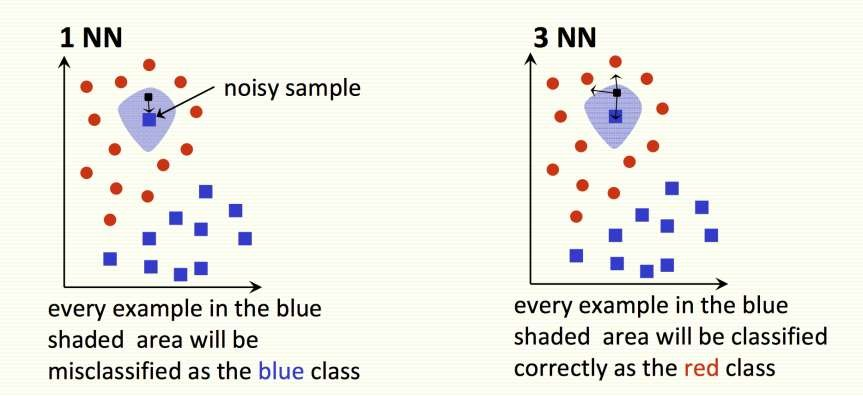 1 NN
noisy sample
every example in the blue
shaded area will be
misclassified as the blue class
3 NN
every example in the blue
shaded area will be classified
correctly as the red class